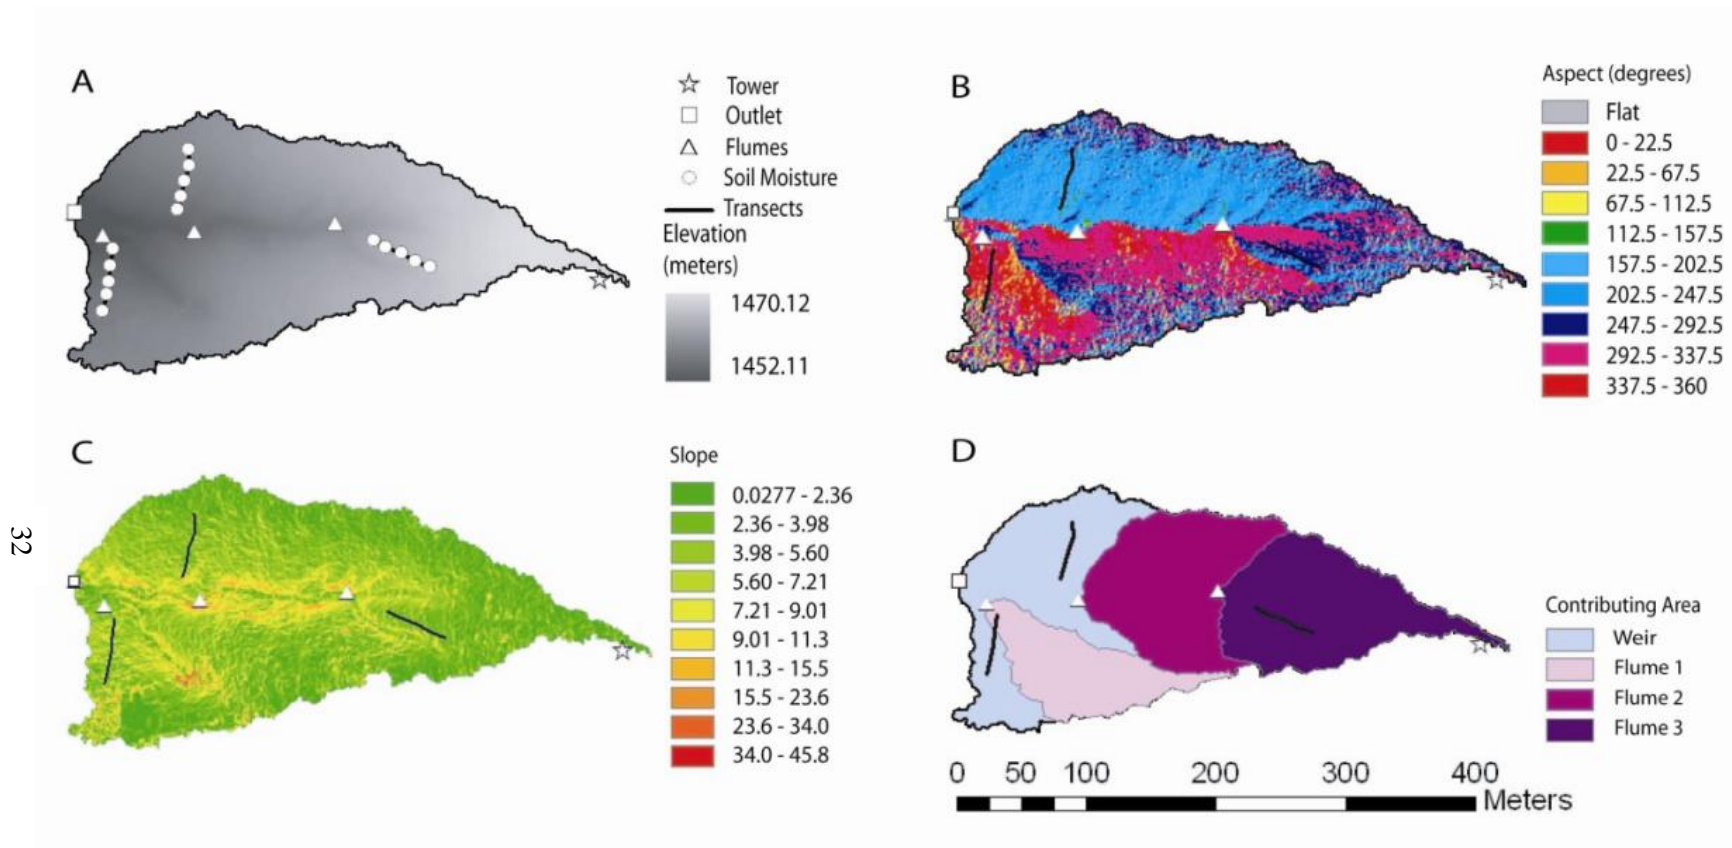 A
Tower
Outlet
Flumes
Soil Moisture
Transects
Elevation
(meters)
1470.12
1452.11
B
Aspect (degrees)
Flat
0 - 22.5
22.5 - 67.5
67.5 - 112.5
112.5 - 157.5
157.5 - 202.5
202.5 - 247.5
247.5 - 292.5
292.5 - 337.5
337.5 - 360
C
Slope
0.0277 - 2.36
2.36 - 3.98
3.98 - 5.60
5.60 - 7.21
7.21 - 9.01
9.01 - 11.3
11.3 - 15.5
15.5 - 23.6
23.6 - 34.0
34.0 - 45.8
D
Contributing Area
Weir
Flume 1
Flume 2
Flume 3
0 50 100 200 300 400
Meters
32